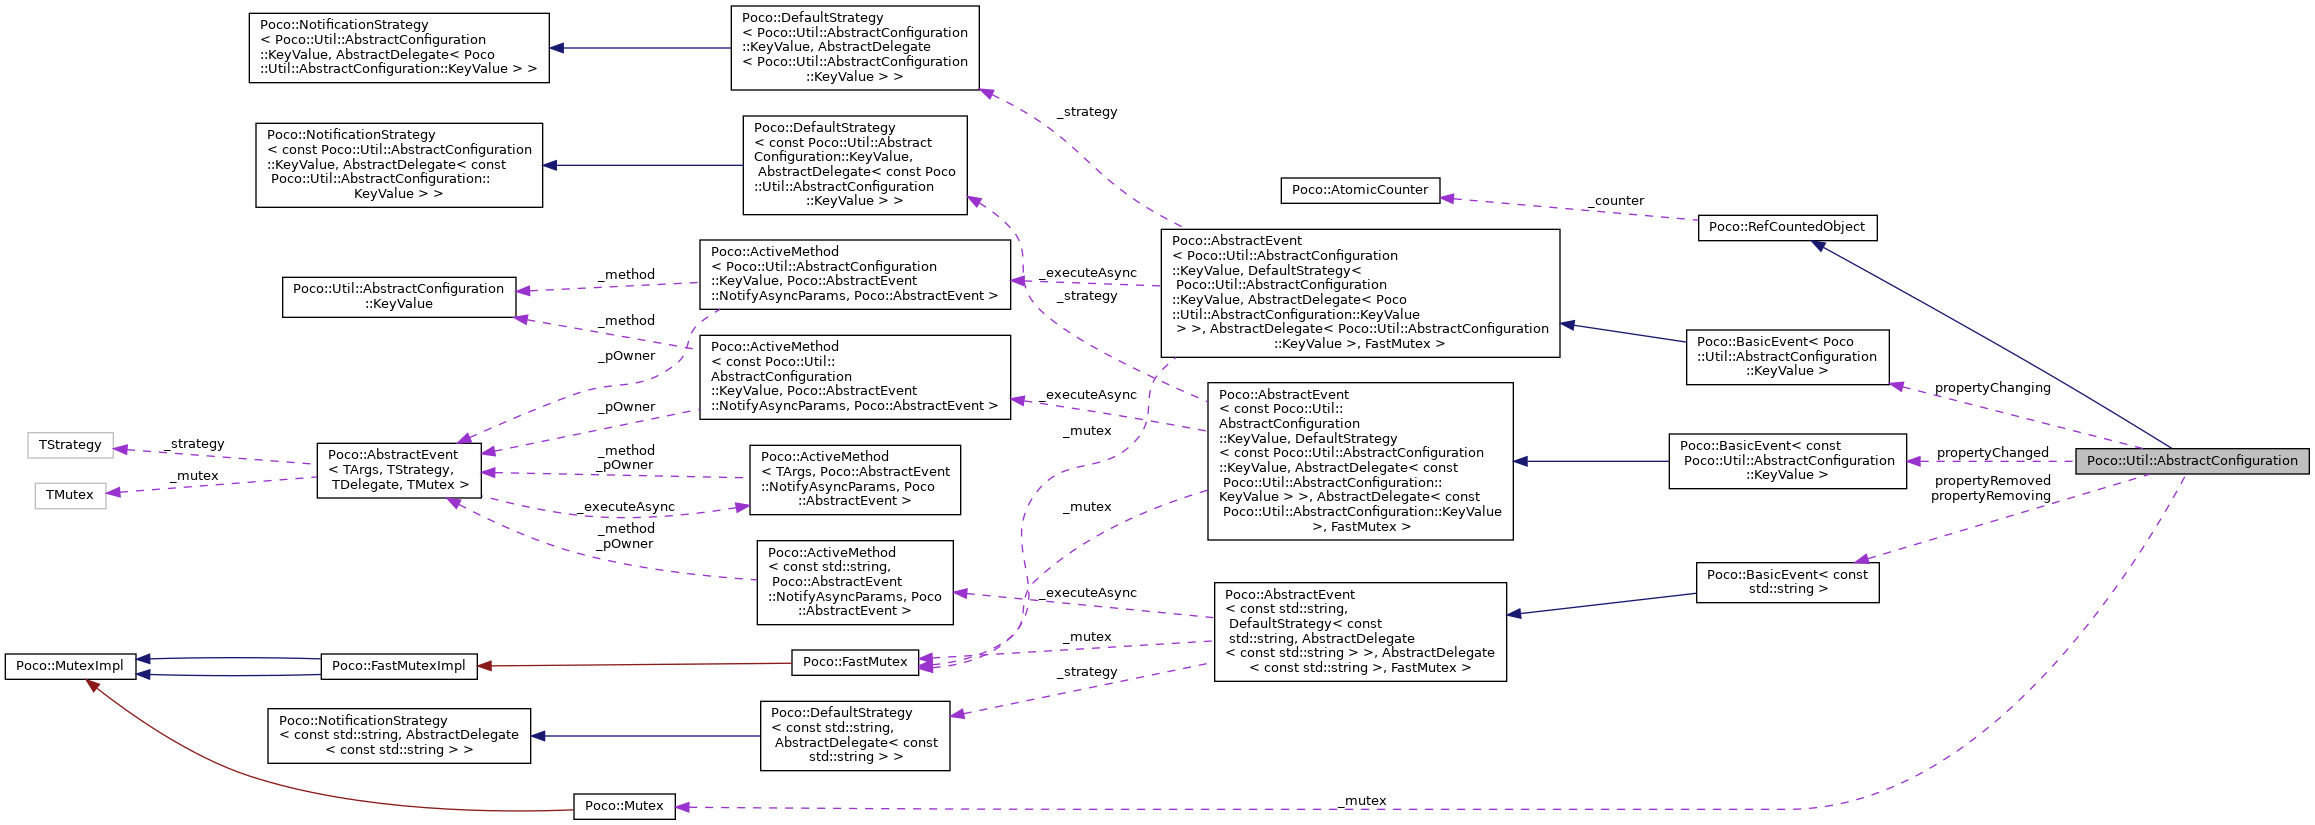 Poco::NotificationStrategy
< Poco::Util::AbstractConfiguration
::KeyValue, AbstractDelegate< Poco
::Util::AbstractConfiguration::KeyValue > >
Poco::DefaultStrategy
< Poco::Util::AbstractConfiguration
::KeyValue, AbstractDelegate
< Poco::Util::AbstractConfiguration
::KeyValue > >
_strategy
Poco::NotificationStrategy
< const Poco::Util::AbstractConfiguration
::KeyValue, AbstractDelegate< const
Poco::Util::AbstractConfiguration::
KeyValue > >
Poco::DefaultStrategy
< const Poco::Util::Abstract
Configuration::KeyValue,
AbstractDelegate< const Poco
::Util::AbstractConfiguration
::KeyValue > >
Poco::AtomicCounter
_counter
Poco::RefCountedObject
Poco::Util::AbstractConfiguration
::KeyValue
_method
_method
_pOwner
_pOwner
Poco::ActiveMethod
< Poco::Util::AbstractConfiguration
::KeyValue, Poco::AbstractEvent
::NotifyAsyncParams, Poco::AbstractEvent >
_executeAsync
_strategy
Poco::AbstractEvent
< Poco::Util::AbstractConfiguration
::KeyValue, DefaultStrategy<
Poco::Util::AbstractConfiguration
::KeyValue, AbstractDelegate< Poco
::Util::AbstractConfiguration::KeyValue
> >, AbstractDelegate< Poco::Util::AbstractConfiguration
::KeyValue >, FastMutex >
Poco::BasicEvent< Poco
::Util::AbstractConfiguration
::KeyValue >
propertyChanging
Poco::ActiveMethod
< const Poco::Util::
AbstractConfiguration
::KeyValue, Poco::AbstractEvent
::NotifyAsyncParams, Poco::AbstractEvent >
_executeAsync
_mutex
Poco::AbstractEvent
< const Poco::Util::
AbstractConfiguration
::KeyValue, DefaultStrategy
< const Poco::Util::AbstractConfiguration
::KeyValue, AbstractDelegate< const
Poco::Util::AbstractConfiguration::
KeyValue > >, AbstractDelegate< const
Poco::Util::AbstractConfiguration::KeyValue
>, FastMutex >
Poco::BasicEvent< const
Poco::Util::AbstractConfiguration
::KeyValue >
propertyChanged
Poco::Util::AbstractConfiguration
propertyRemoved
propertyRemoving
TStrategy
_strategy
TMutex
_mutex
Poco::AbstractEvent
< TArgs, TStrategy,
TDelegate, TMutex >
_method
_pOwner
_executeAsync
Poco::ActiveMethod
< TArgs, Poco::AbstractEvent
::NotifyAsyncParams, Poco
::AbstractEvent >
_mutex
_method
_pOwner
Poco::ActiveMethod
< const std::string,
Poco::AbstractEvent
::NotifyAsyncParams, Poco
::AbstractEvent >
_executeAsync
_mutex
_strategy
Poco::AbstractEvent
< const std::string,
DefaultStrategy< const
std::string, AbstractDelegate
< const std::string > >, AbstractDelegate
< const std::string >, FastMutex >
Poco::BasicEvent< const
std::string >
Poco::MutexImpl
Poco::FastMutexImpl
Poco::FastMutex
Poco::NotificationStrategy
< const std::string, AbstractDelegate
< const std::string > >
Poco::DefaultStrategy
< const std::string,
AbstractDelegate< const
std::string > >
Poco::Mutex
_mutex